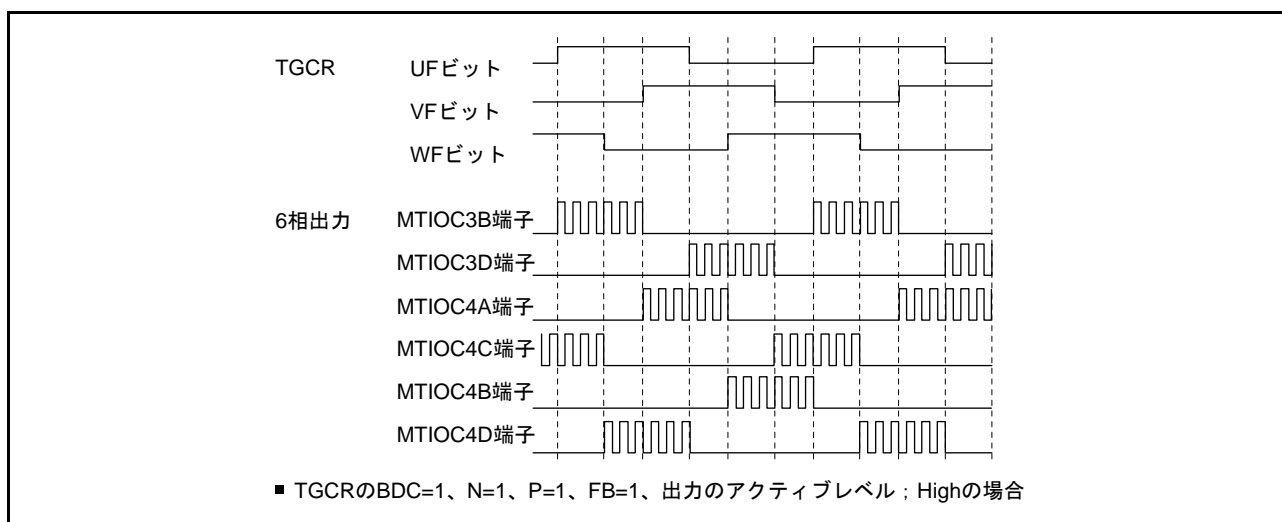 TGCR UFビット
VFビット
WFビット
6相出力 MTIOC3B端子
MTIOC3D端子
MTIOC4A端子
MTIOC4C端子
MTIOC4B端子
MTIOC4D端子
■ TGCRのBDC=1、N=1、P=1、FB=1、出力のアクティブレベル；Highの場合